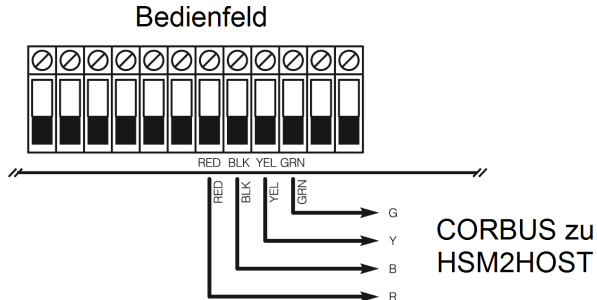 Bedienfeld
RED BLK YEL GRN
RED BLK YEL GRN
G
Y
B
R
CORBUS zu
HSM2HOST